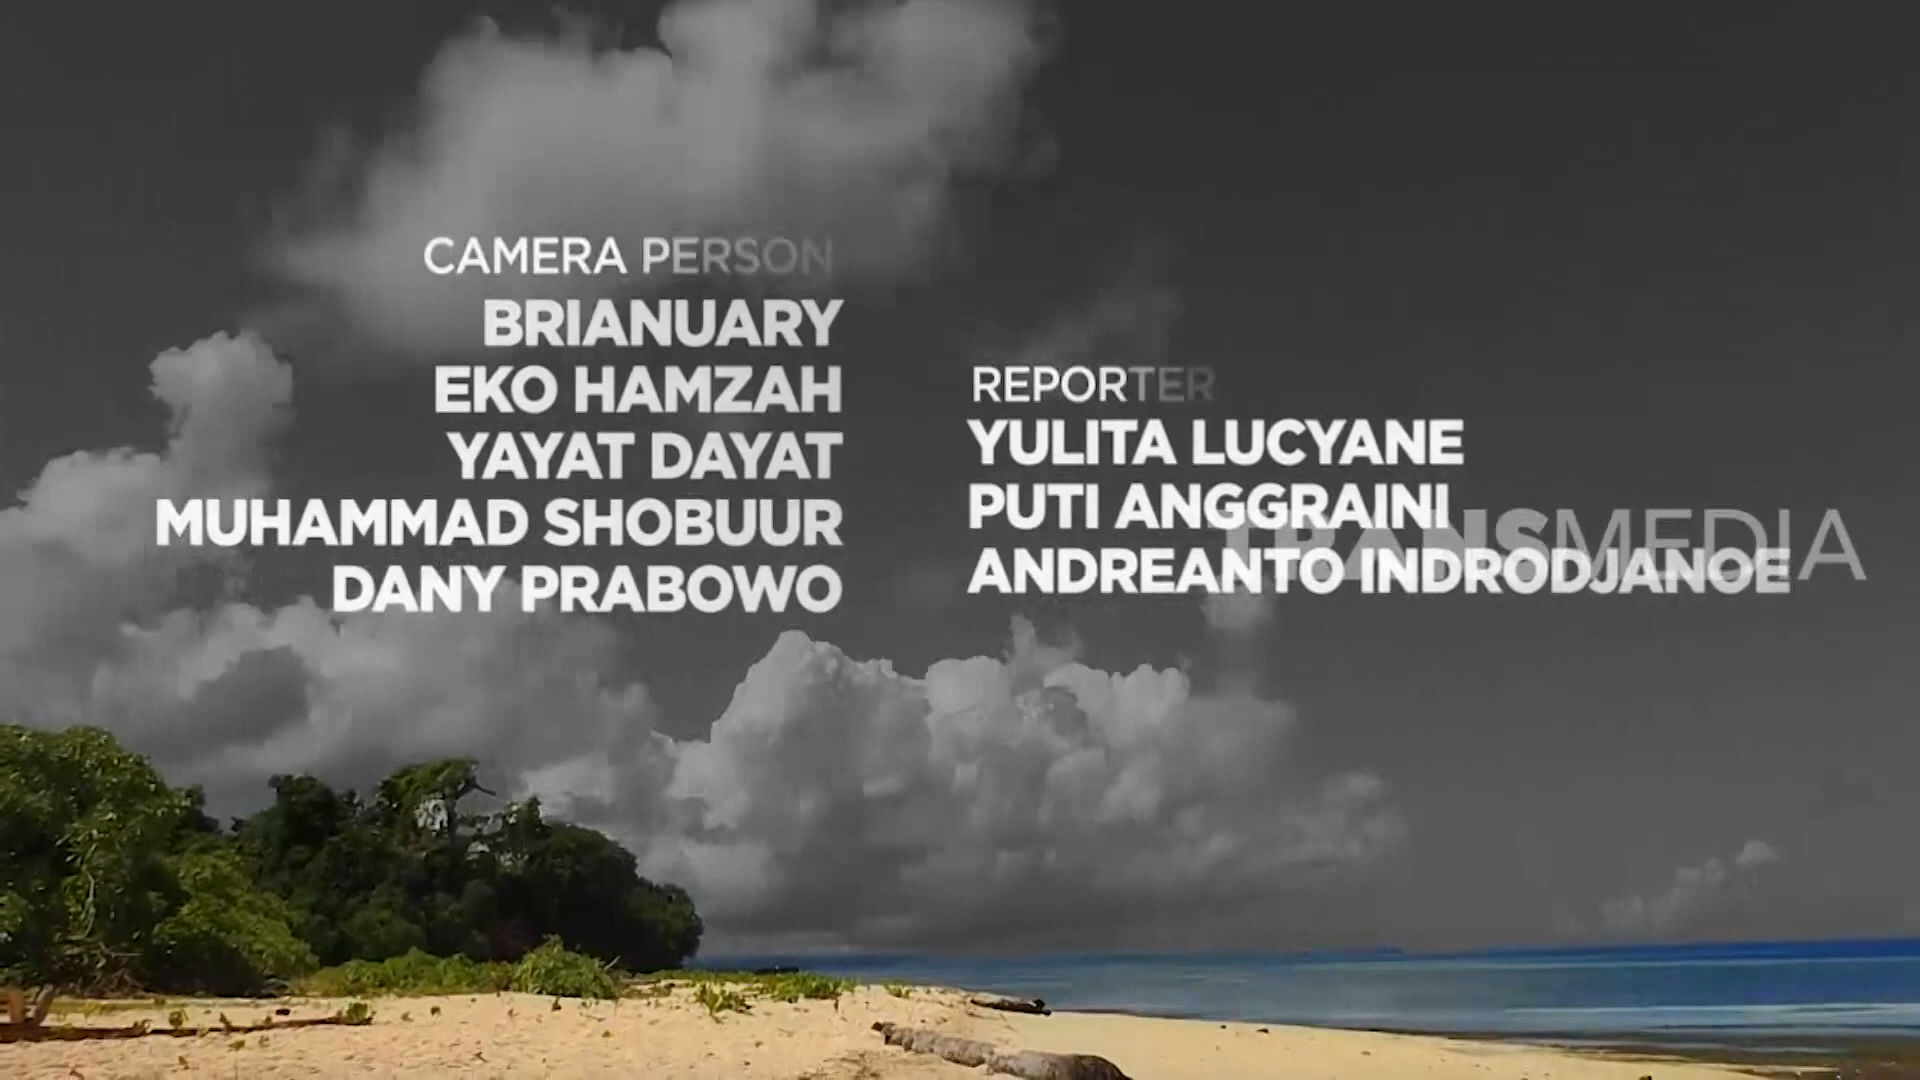 CAMERA PERSON
BRIANUARY
EKO HAMZAH
YAYAT DAYAT
MUHAMMAD SHOBUUR
DANY PRABOWO
REPORTER
YULITA LUCYANE
PUTI ANGGRAINI
ANDREANTO INDRODJANOE
TRANSMEDIA